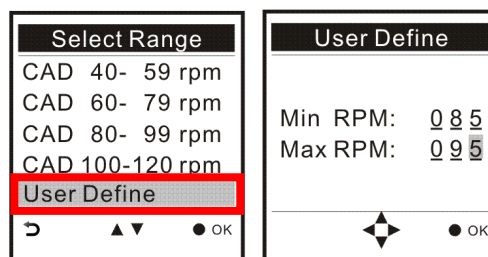 Select Range
CAD 40- 59 rpm
CAD 60- 79 rpm
CAD 80- 99 rpm
CAD 100-120 rpm
User Define
OK
User Define
Min RPM: 085
Max RPM: 095
OK